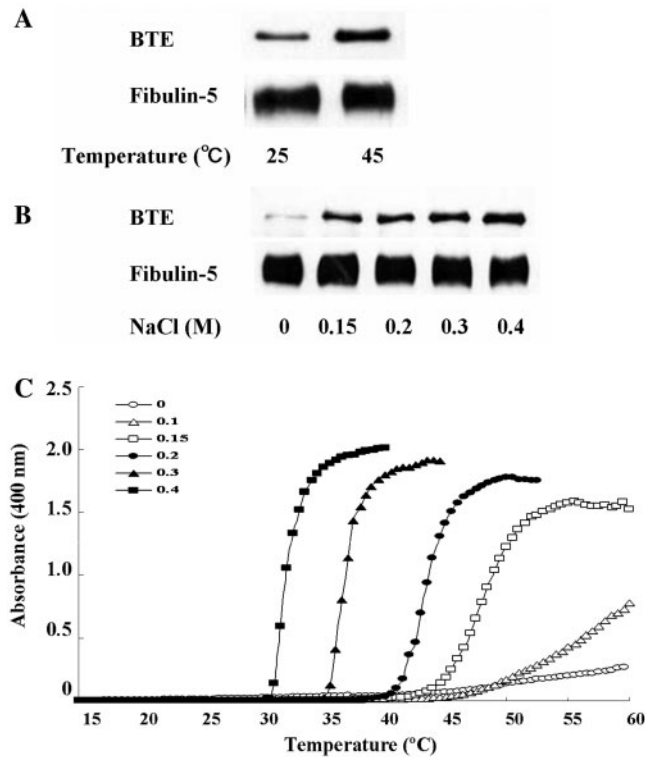 A
BTE
Fibulin-5
Temperature (°C) 25 45
B
BTE
Fibulin-5
NaCl (M) 0 0.15 0.2 0.3 0.4
C
2.5
2.0
1.5
1.0
0.5
0
Absorbance (400 nm)
0
0.1
0.15
0.2
0.3
0.4
15 20 25 30 35 40 45 50 55 60
Temperature (°C)